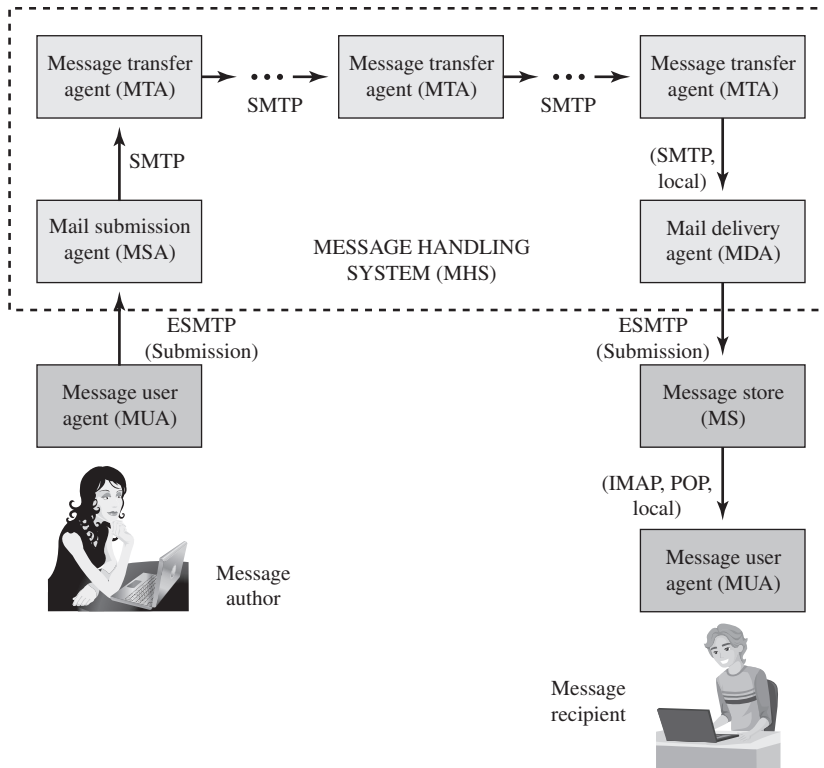 Message transfer
agent (MTA)
SMTP
Message transfer
agent (MTA)
SMTP
Message transfer
agent (MTA)
SMTP
(SMTP,
local)
Mail submission
agent (MSA)
MESSAGE HANDLING
SYSTEM (MHS)
Mail delivery
agent (MDA)
ESMTP
(Submission)
ESMTP
(Submission)
Message user
agent (MUA)
Message store
(MS)
(IMAP, POP,
local)
Message
author
Message user
agent (MUA)
Message
recipient